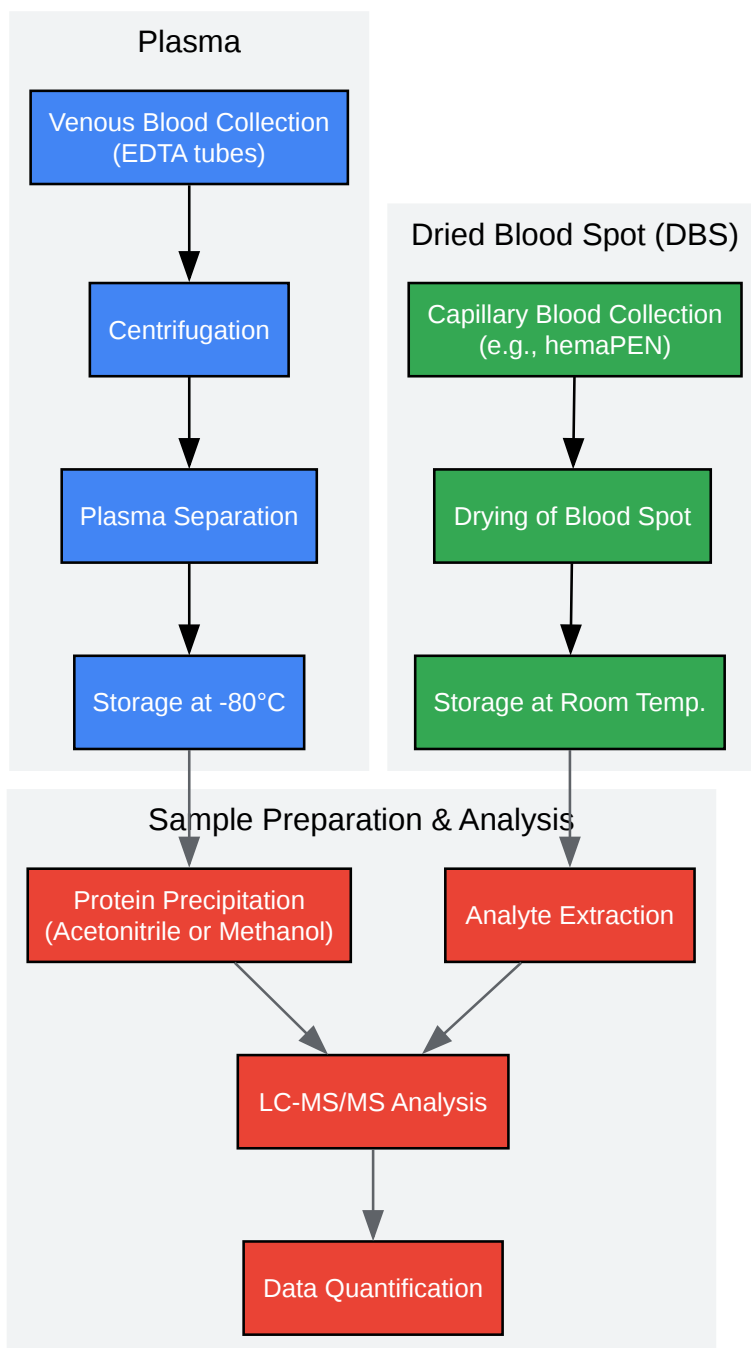 Plasma
Venous Blood Collection
(EDTA tubes)
Centrifugation
Plasma Separation
Storage at -80°C
Dried Blood Spot (DBS)
Capillary Blood Collection
(e.g., hemaPEN)
Drying of Blood Spot
Storage at Room Temp.
Sample Preparation & Analysis
Protein Precipitation
(Acetonitrile or Methanol)
Analyte Extraction
LC-MS/MS Analysis
Data Quantification